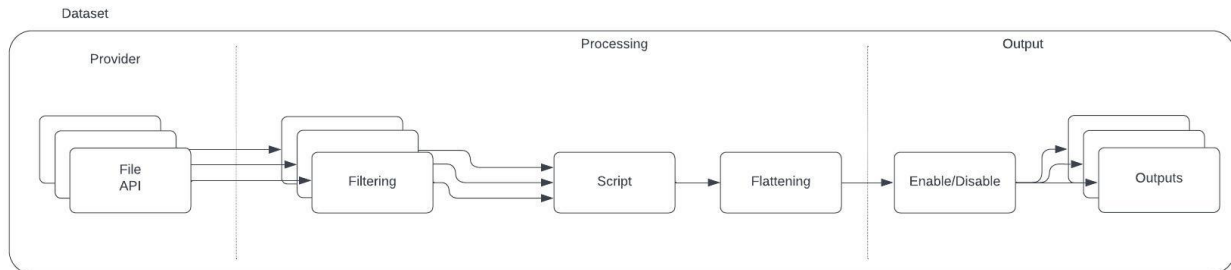 Dataset
Provider
Processing
Output
File
API
Filtering
Script
Flattening
Enable/Disable
Outputs